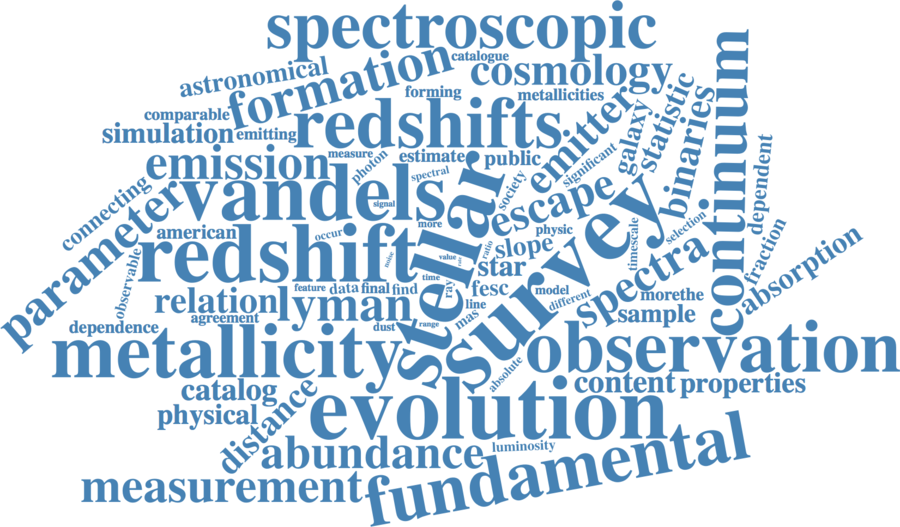 spectroscopic
catalogue
astronomical
formation
cosmology
forming
metallicities
comparable
simulation
emitting
redshifts
emitter
galaxy
statistic
binaries
continuum
emission
measure
photon
estimate
public
significant
spectral
society
connecting
parameter
vandels
signal
stellar
escape
survey
dependent
american
occur
more
physic
redshift
noise
value
rate
ratio
slope
timescale
selection
fraction
absorption
observable
star
spectra
time
ray
fesc
feature
data
final
find
model
relation
lyman
line
different
morethe
agreement
mas
sample
dependence
dust
range
metallicity
observation
absolute
catalog
content
properties
physical
distance
evolution
abundance
luminosity
fundamental
measurement